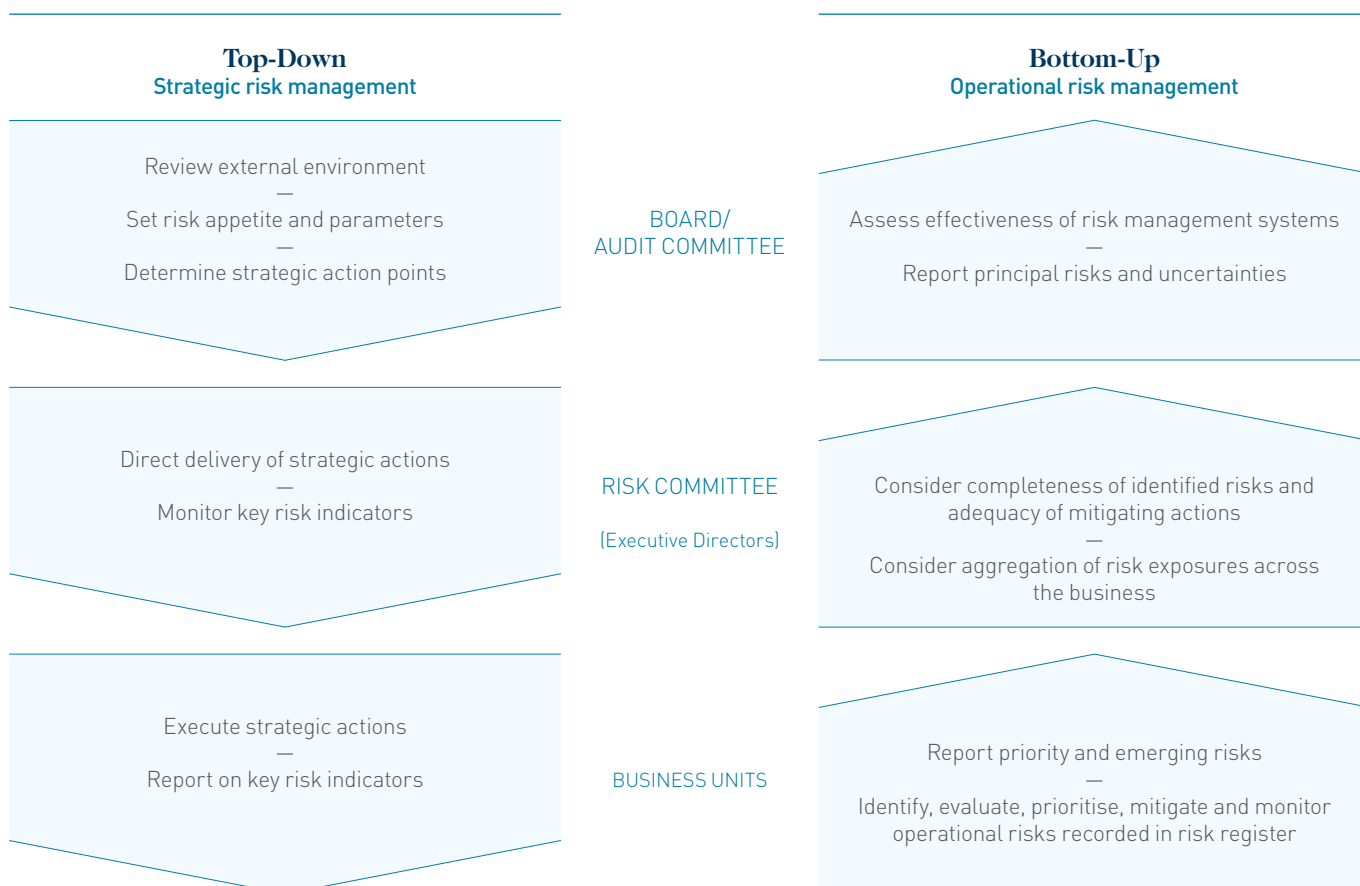 Top-Down
Strategic risk management
Bottom-Up
Operational risk management
Review external environment
—
Set risk appetite and parameters
—
Determine strategic action points
BOARD/
AUDIT COMMITTEE
Assess effectiveness of risk management systems
—
Report principal risks and uncertainties
Direct delivery of strategic actions
—
Monitor key risk indicators
RISK COMMITTEE
(Executive Directors)
Consider completeness of identified risks and
adequacy of mitigating actions
—
Consider aggregation of risk exposures across
the business
Execute strategic actions
—
Report on key risk indicators
BUSINESS UNITS
Report priority and emerging risks
—
Identify, evaluate, prioritise, mitigate and monitor
operational risks recorded in risk register